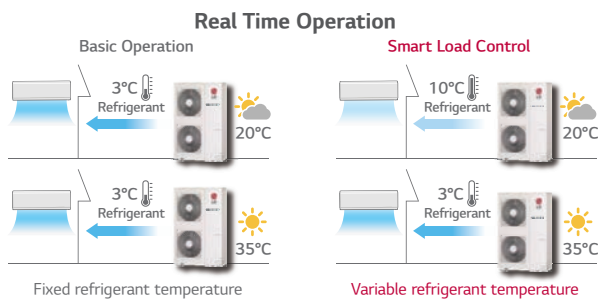 Real Time Operation
Basic Operation
3°C
Refrigerant
20°C
3°C
Refrigerant
35°C
Fixed refrigerant temperature
Smart Load Control
10°C
Refrigerant
20°C
3°C
Refrigerant
35°C
Variable refrigerant temperature